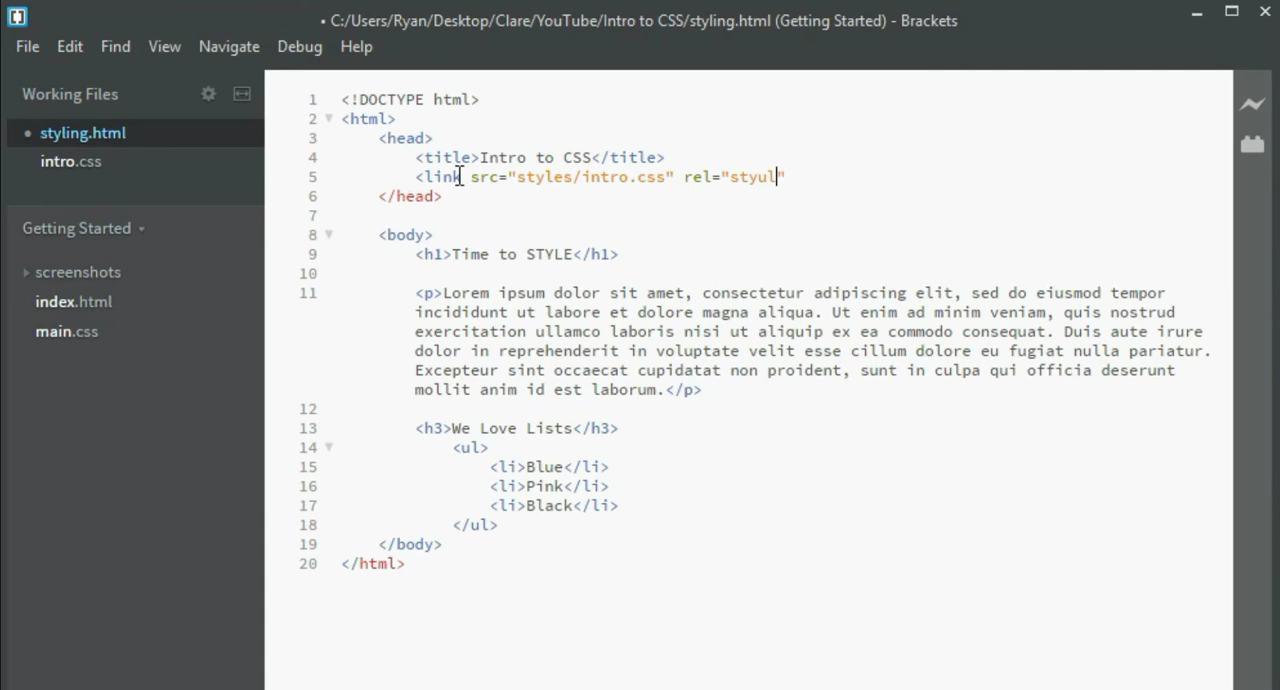 • C:/Users/Ryan/Desktop/Clare/YouTube/Intro to CSS/styling.html (Getting Started) - Brackets
File Edit Find View Navigate Debug Help
Working Files
• styling.html
intro.css
Getting Started
screenshots
index.html
main.css
1 <!DOCTYPE html>
2 <html>
3 <head>
4 <title>Intro to CSS</title>
5 <link src="styles/intro.css" rel="styul"
6 </head>
7
8 <body>
9 <h1>Time to STYLE</h1>
10
11 <p>Lorem ipsum dolor sit amet, consectetur adipiscing elit, sed do eiusmod tempor
incididunt ut labore et dolore magna aliqua. Ut enim ad minim veniam, quis nostrud
exercitation ullamco laboris nisi ut aliquip ex ea commodo consequat. Duis aute irure
dolor in reprehenderit in voluptate velit esse cillum dolore eu fugiat nulla pariatur.
Excepteur sint occaecat cupidatat non proident, sunt in culpa qui officia deserunt
mollit anim id est laborum.</p>
12
13 <h3>We Love Lists</h3>
14 <ul>
15 <li>Blue</li>
16 <li>Pink</li>
17 <li>Black</li>
18 </ul>
19 </body>
20 </html>